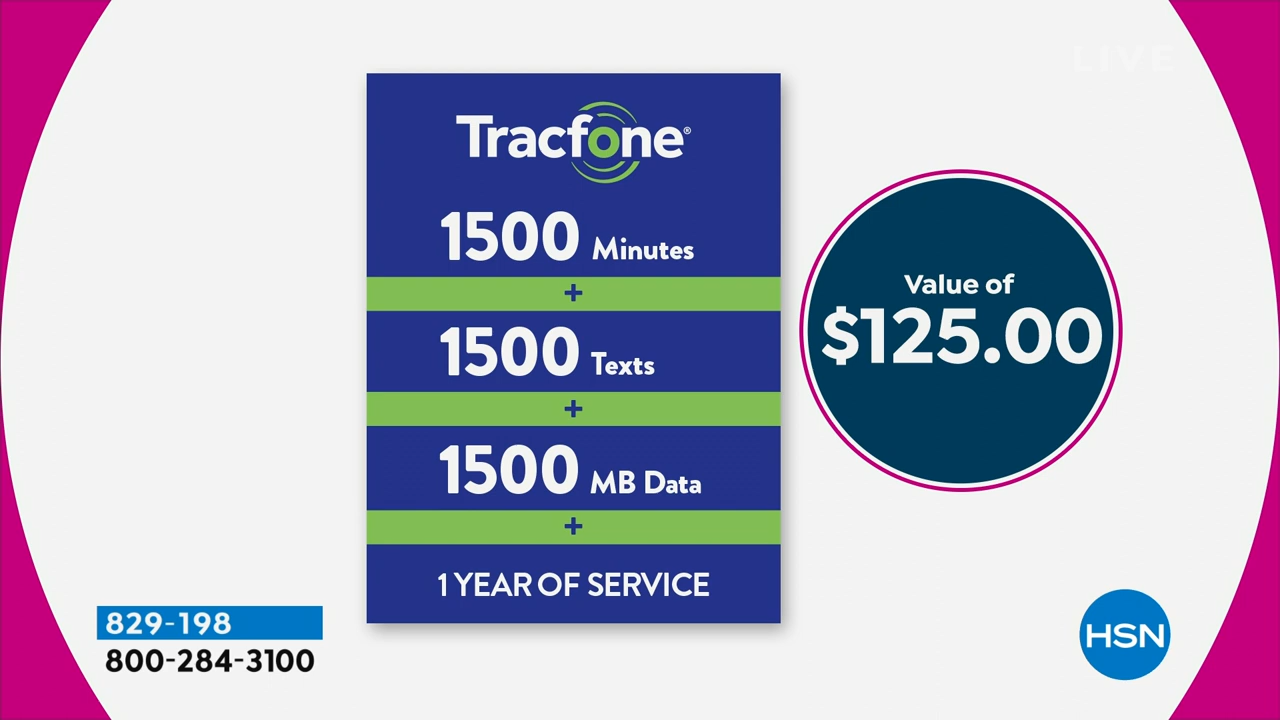 LIVE
Tracfone®
1500 Minutes
+
1500 Texts
+
1500 MB Data
+
1 YEAR OF SERVICE
Value of
$125.00
829-198
800-284-3100
HSN